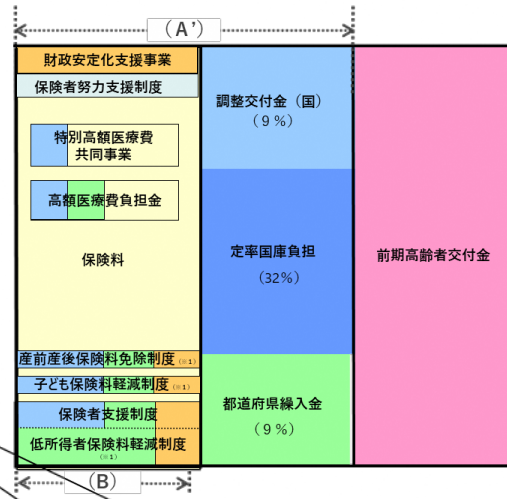 (A')
財政安定化支援事業
保険者努力支援制度
特別高額医療費
共同事業
高額医療費負担金
保険料
産前産後保険料免除制度 (※1)
子ども保険料軽減制度 (※1)
保険者支援制度
低所得者保険料軽減制度
(※1)
(B)
調整交付金(国)
(9%)
定率国庫負担
(32%)
都道府県繰入金
(9%)
前期高齢者交付金